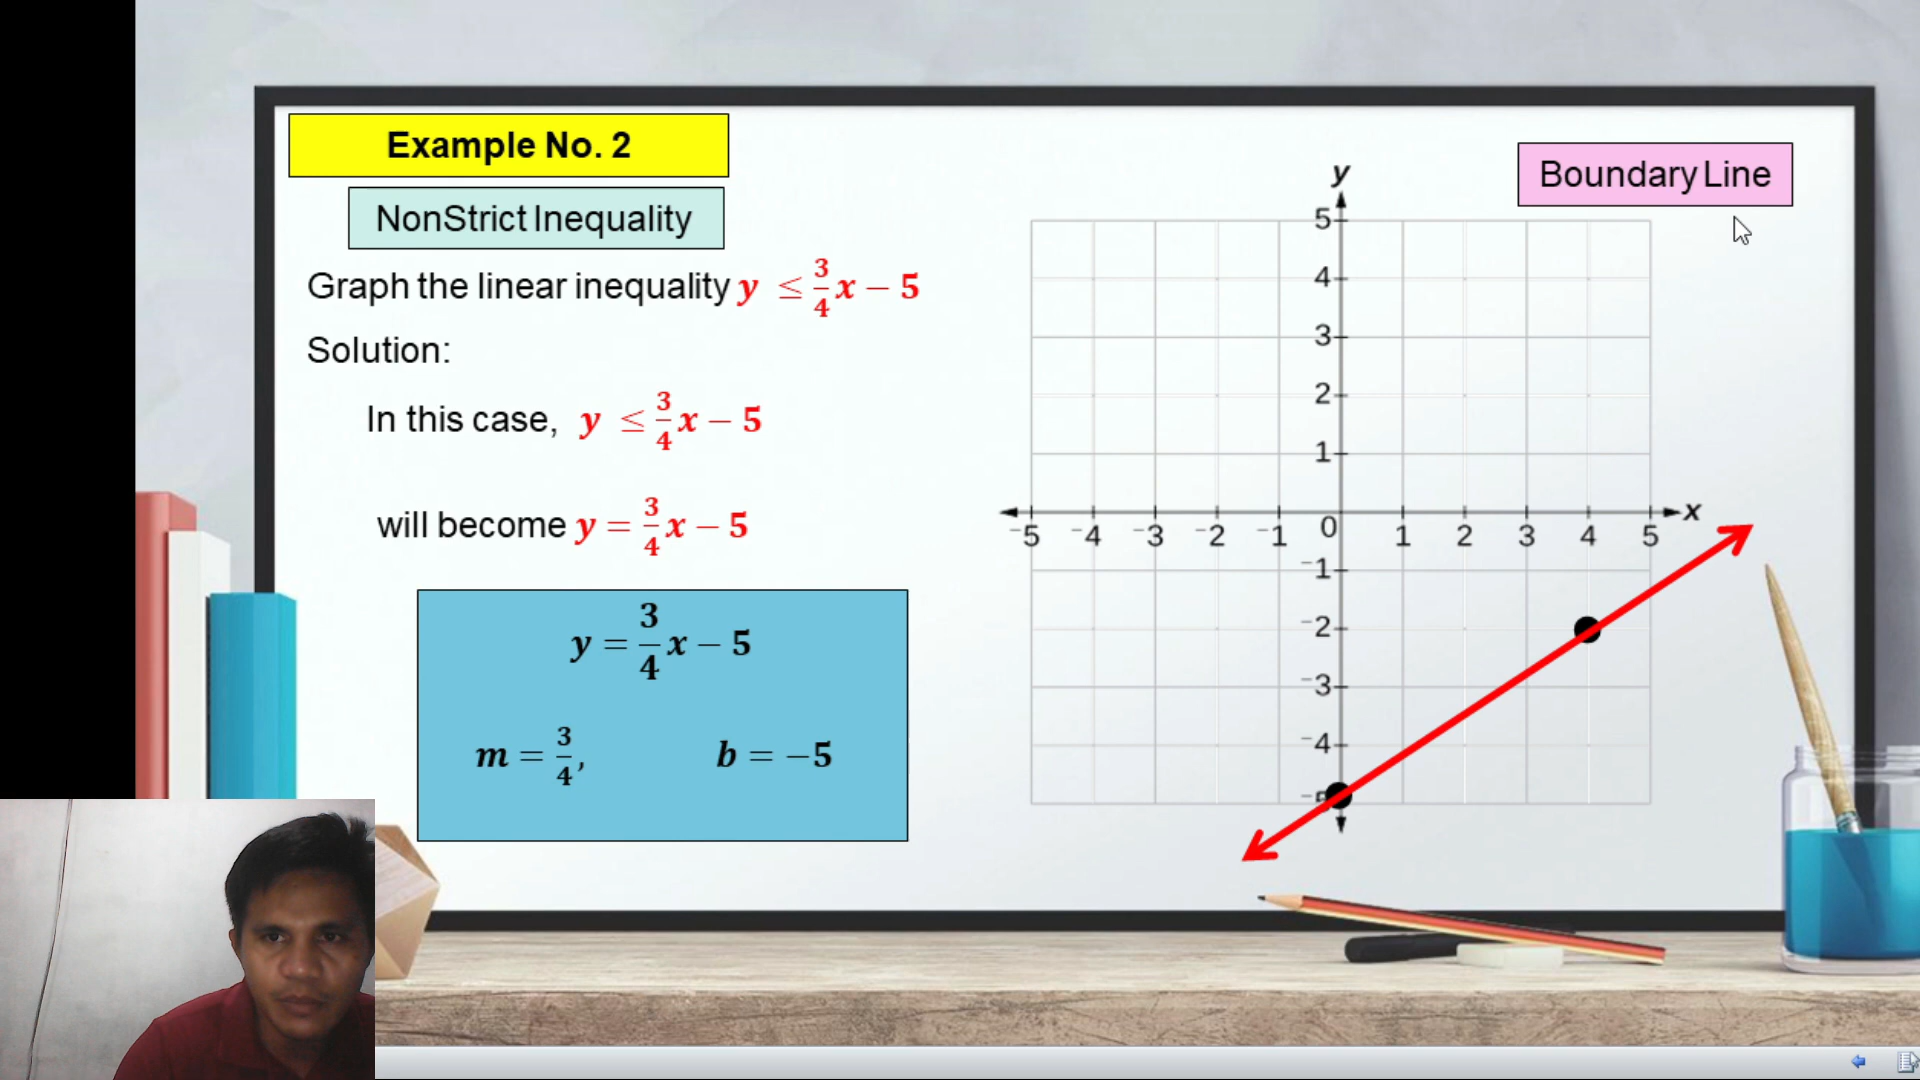 Example No. 2
NonStrict Inequality
Graph the linear inequality y ≤ 3/4 x − 5
Solution:
In this case, y ≤ 3/4 x − 5
will become y = 3/4 x − 5
y = 3/4 x − 5
m = 3/4, b = −5
Boundary Line
y
5
4
3
2
1
-5 -4 -3 -2 -1 0 1 2 3 4 5 x
-1
-2
-3
-4